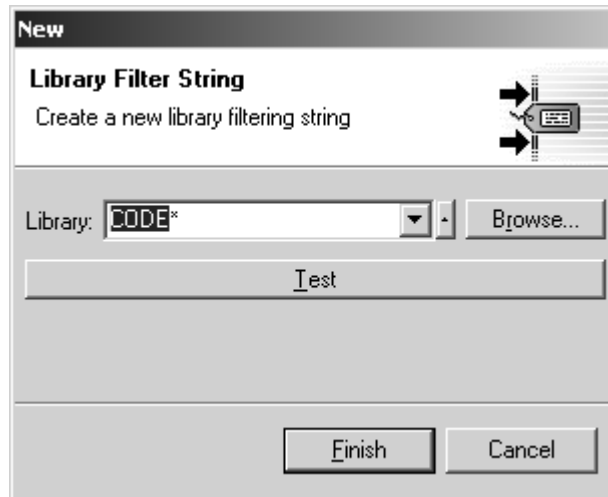 New
Library Filter String
Create a new library filtering string
Library: CODE* Browse...
Test
Finish Cancel